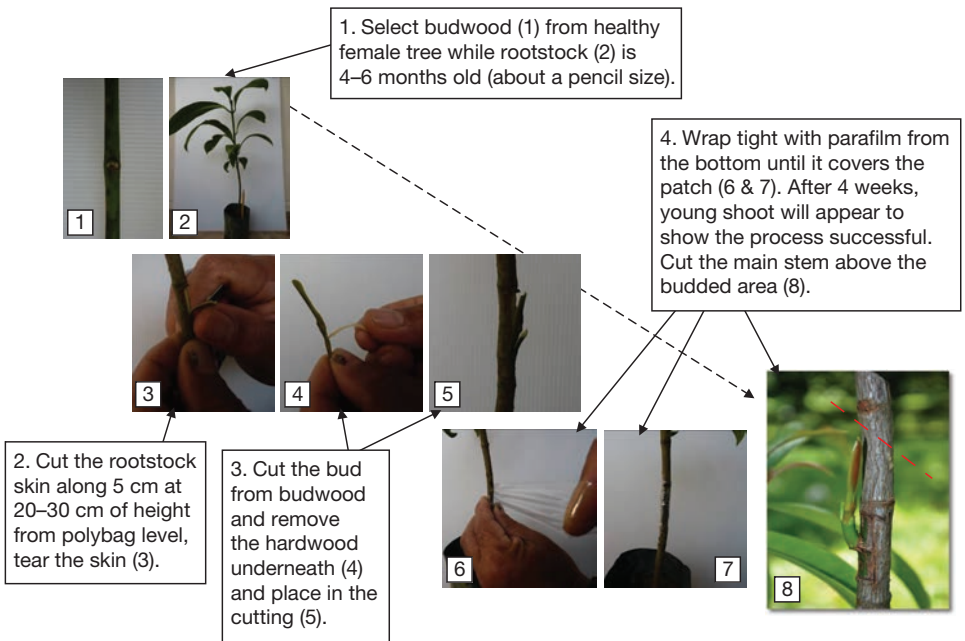 1. Select budwood (1) from healthy
female tree while rootstock (2) is
4–6 months old (about a pencil size).
1
2
4. Wrap tight with parafilm from
the bottom until it covers the
patch (6 & 7). After 4 weeks,
young shoot will appear to
show the process successful.
Cut the main stem above the
budded area (8).
3
4
5
2. Cut the rootstock
skin along 5 cm at
20–30 cm of height
from polybag level,
tear the skin (3).
3. Cut the bud
from budwood
and remove
the hardwood
underneath (4)
and place in the
cutting (5).
6
7
8